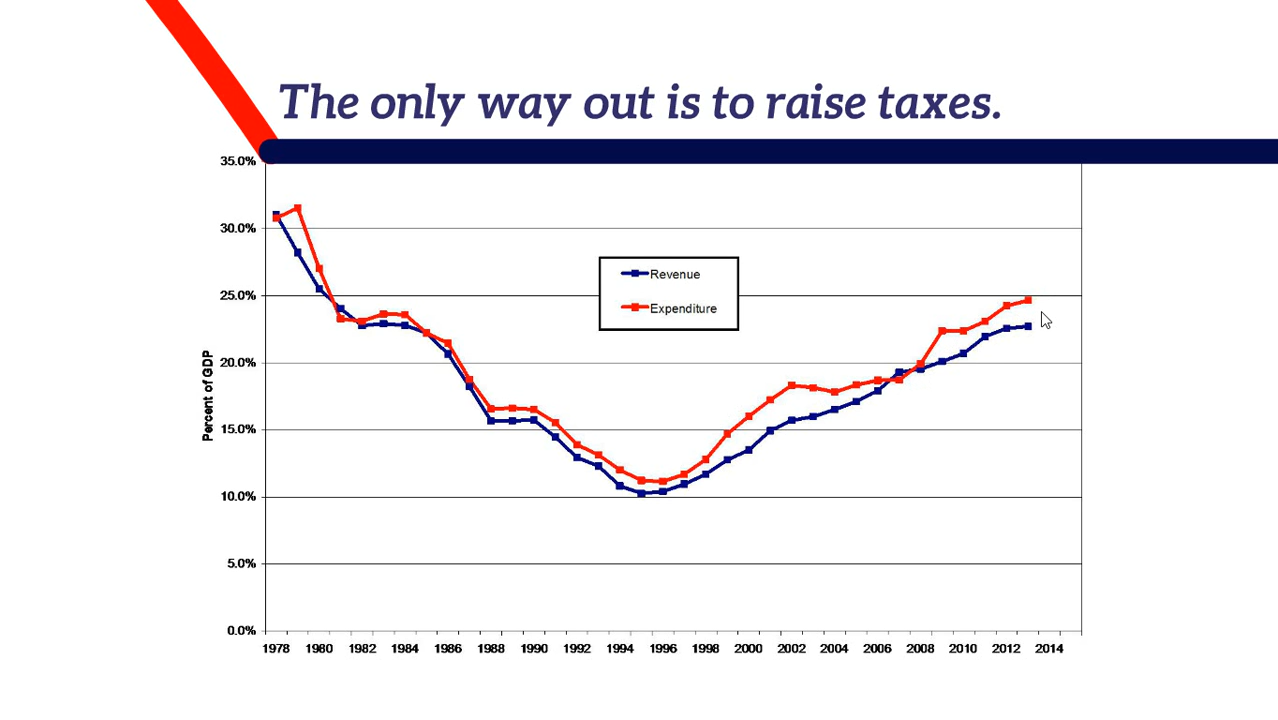 The only way out is to raise taxes.
35.0%
30.0%
25.0%
20.0%
15.0%
10.0%
5.0%
0.0%
Percent of GDP
Revenue
Expenditure
1978 1980 1982 1984 1986 1988 1990 1992 1994 1996 1998 2000 2002 2004 2006 2008 2010 2012 2014